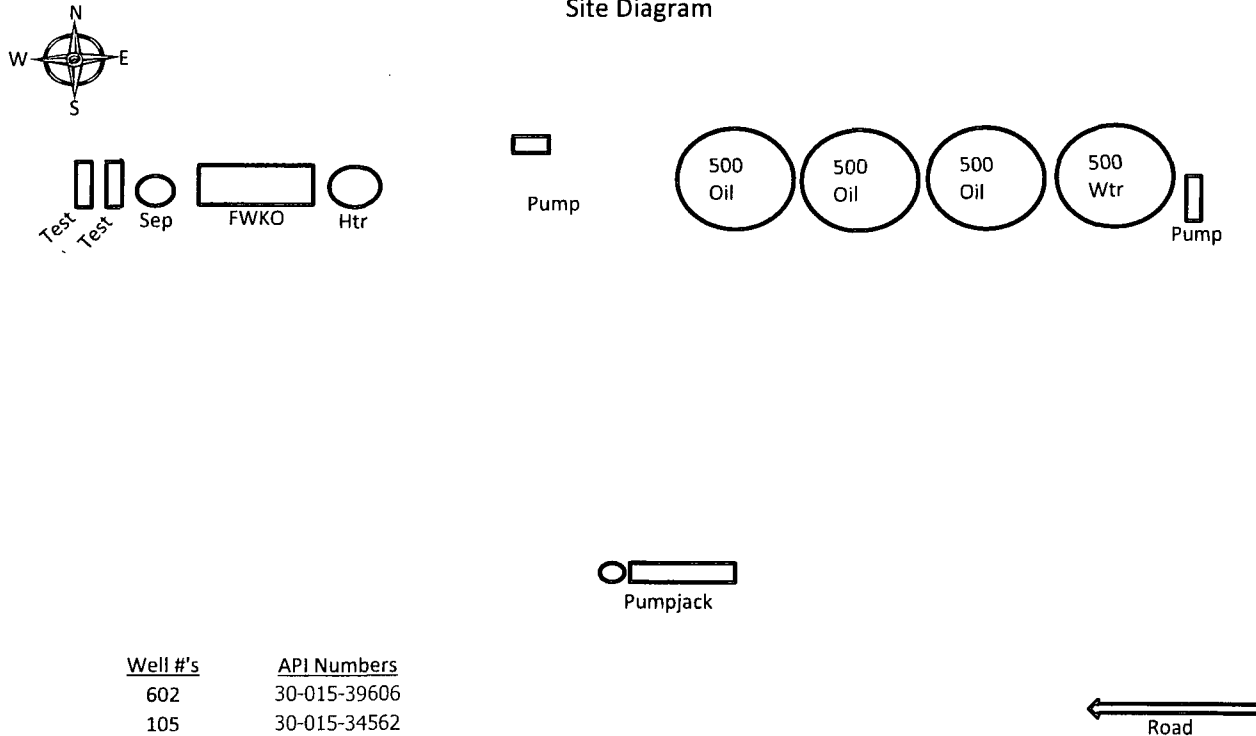 Site Diagram
N
W E
S
500
Oil
500
Oil
500
Oil
500
Wtr
Test
Test
Sep
FWKO
Htr
Pump
Pump
Pumpjack
Well #'s API Numbers
602 30-015-39606
105 30-015-34562
Road